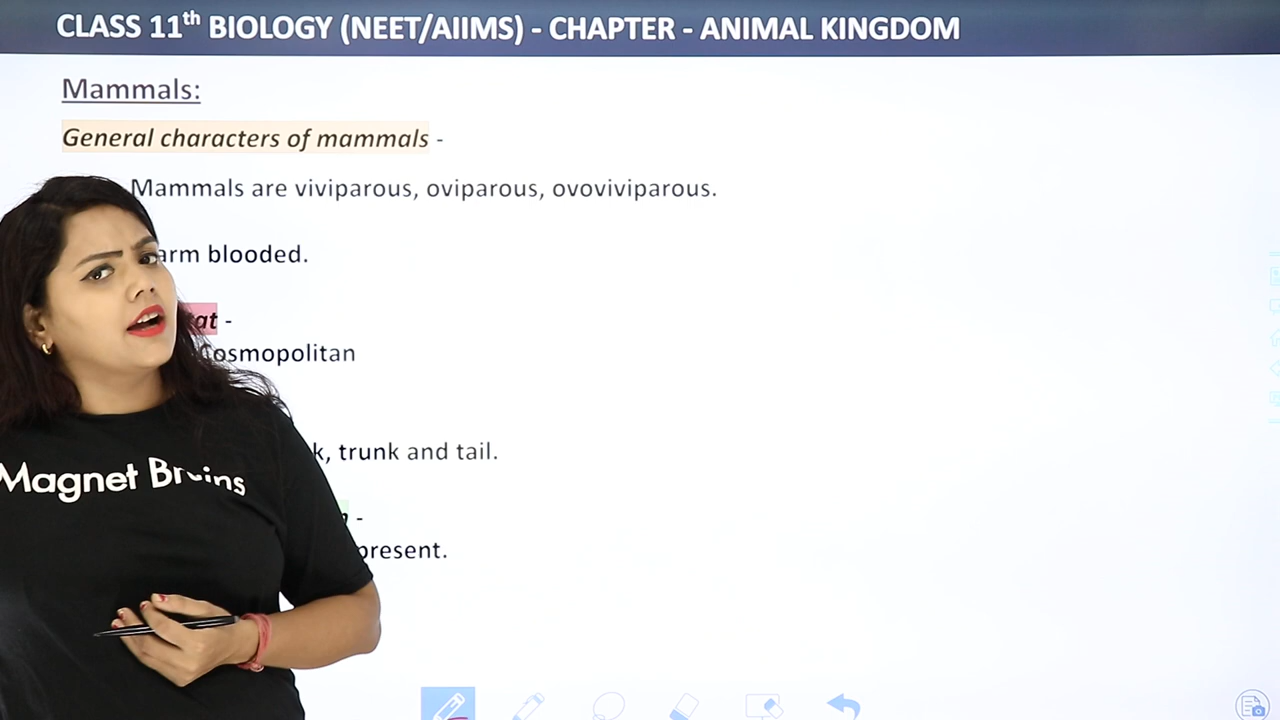 CLASS 11th BIOLOGY (NEET/AIIMS) - CHAPTER - ANIMAL KINGDOM
Mammals:
General characters of mammals -
Mammals are viviparous, oviparous, ovoviviparous.
arm blooded.
at -
Cosmopolitan
k, trunk and tail.
-
present.
Magnet Brains